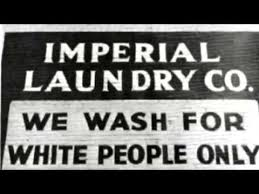 IMPERIAL
LAUNDRY CO.
WE WASH FOR
WHITE PEOPLE ONLY